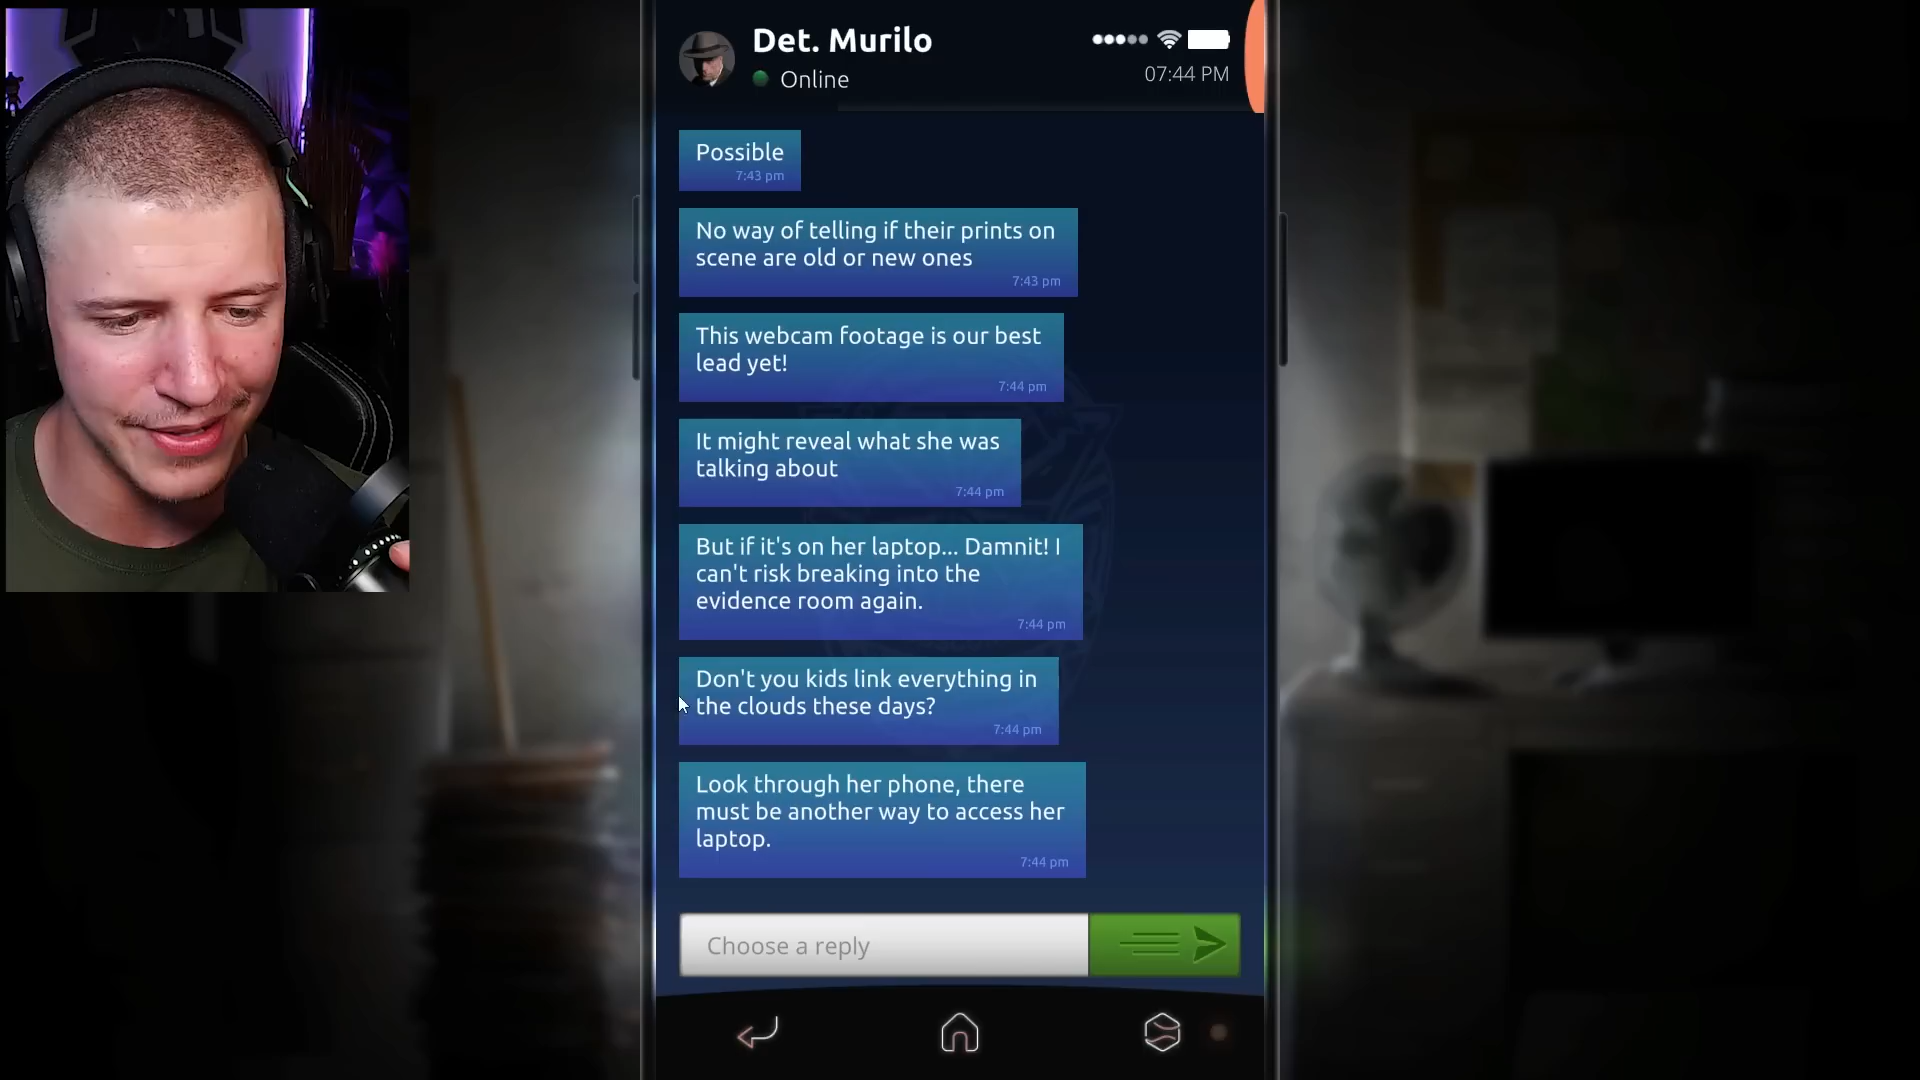 Det. Murilo
Online
07:44 PM
Possible
7:43 pm
No way of telling if their prints on
scene are old or new ones
7:43 pm
This webcam footage is our best
lead yet!
7:44 pm
It might reveal what she was
talking about
7:44 pm
But if it's on her laptop... Damnit! I
can't risk breaking into the
evidence room again.
7:44 pm
Don't you kids link everything in
the clouds these days?
7:44 pm
Look through her phone, there
must be another way to access her
laptop.
7:44 pm
Choose a reply